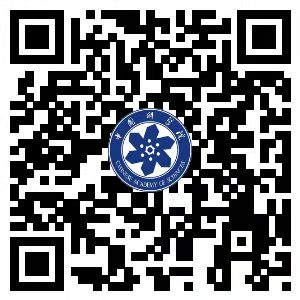 中国科学院
CHINESE ACADEMY OF SCIENCES